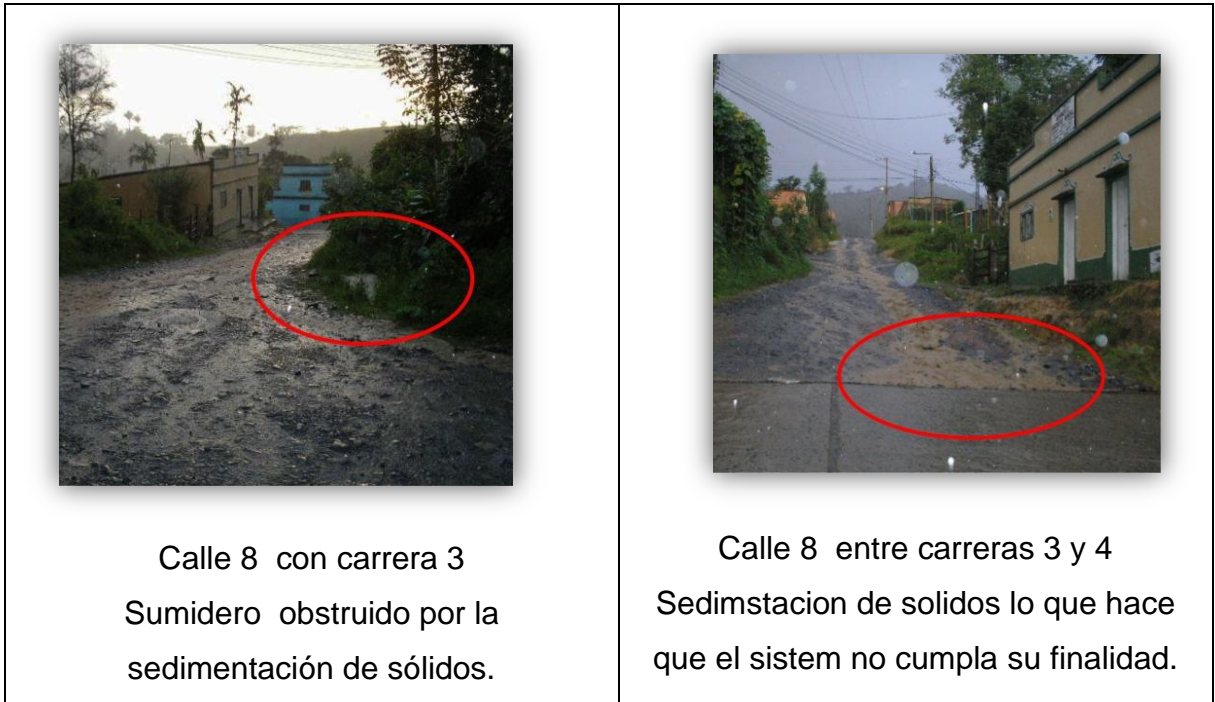 Calle 8 con carrera 3
Sumidero obstruido por la
sedimentación de sólidos.
Calle 8 entre carreras 3 y 4
Sedimstacion de solidos lo que hace
que el sistem no cumpla su finalidad.